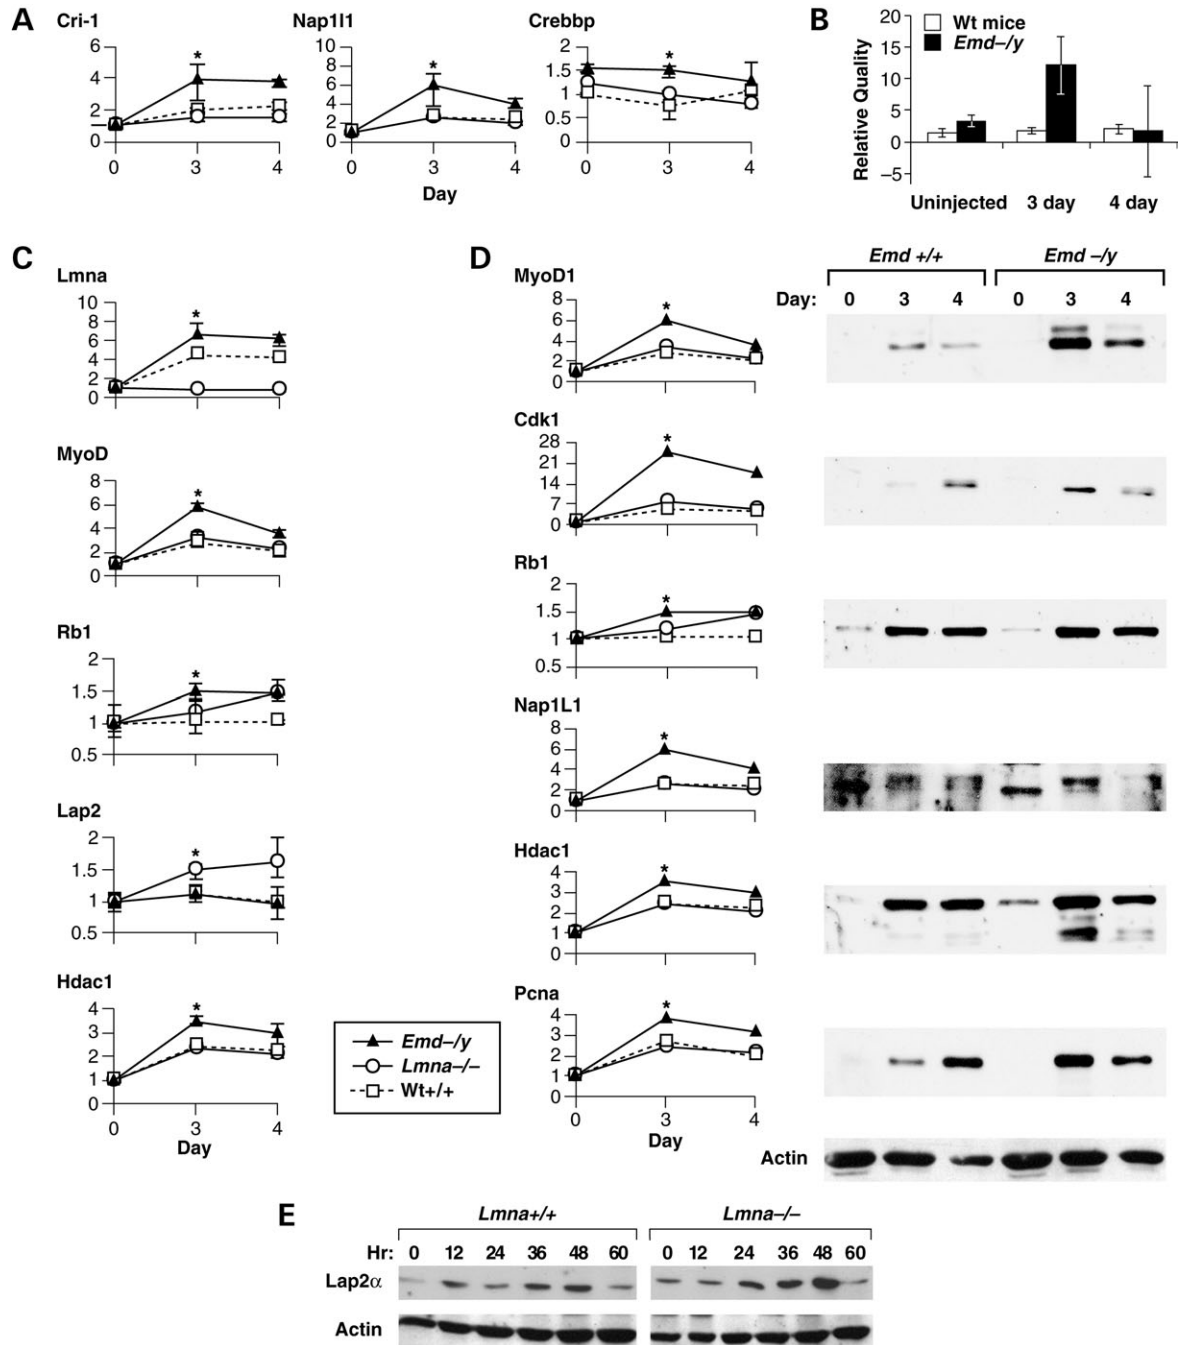 A
Cri-1
6
4
2
0
*
0 3 4
Nap1l1
10
8
6
4
2
0
*
0 3 4
Day
Crebbp
2
1.5
1
0.5
0
*
0 3 4
B
Wt mice
Emd–/y
Relative Quality
20
15
10
5
0
–5
Uninjected 3 day 4 day
C
Lmna
10
8
6
4
2
0
*
MyoD
8
6
4
2
0
*
Rb1
2
1.5
1
0.5
*
Lap2
2
1.5
1
0.5
*
Hdac1
4
3
2
1
0
*
0 3 4
Day
Emd–/y
Lmna–/–
Wt+/+
D
MyoD1
8
6
4
2
0
*
Cdk1
28
21
14
7
0
*
Rb1
2
1.5
1
0.5
*
Nap1L1
8
6
4
2
0
*
Hdac1
4
3
2
1
0
*
Pcna
4
3
2
1
0
*
0 3 4
Day
Emd +/+ Emd –/y
Day: 0 3 4 0 3 4
Actin
E
Lmna+/+ Lmna–/–
Hr: 0 12 24 36 48 60 0 12 24 36 48 60
Lap2α
Actin